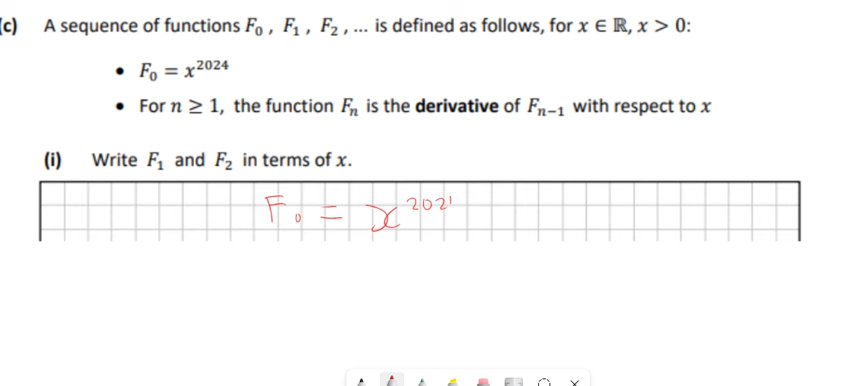 (c) A sequence of functions F₀ , F₁ , F₂ , ... is defined as follows, for x ∈ ℝ, x > 0:
• F₀ = x²⁰²⁴
• For n ≥ 1, the function Fₙ is the derivative of Fₙ₋₁ with respect to x
(i) Write F₁ and F₂ in terms of x.
F₀ = x²⁰²¹